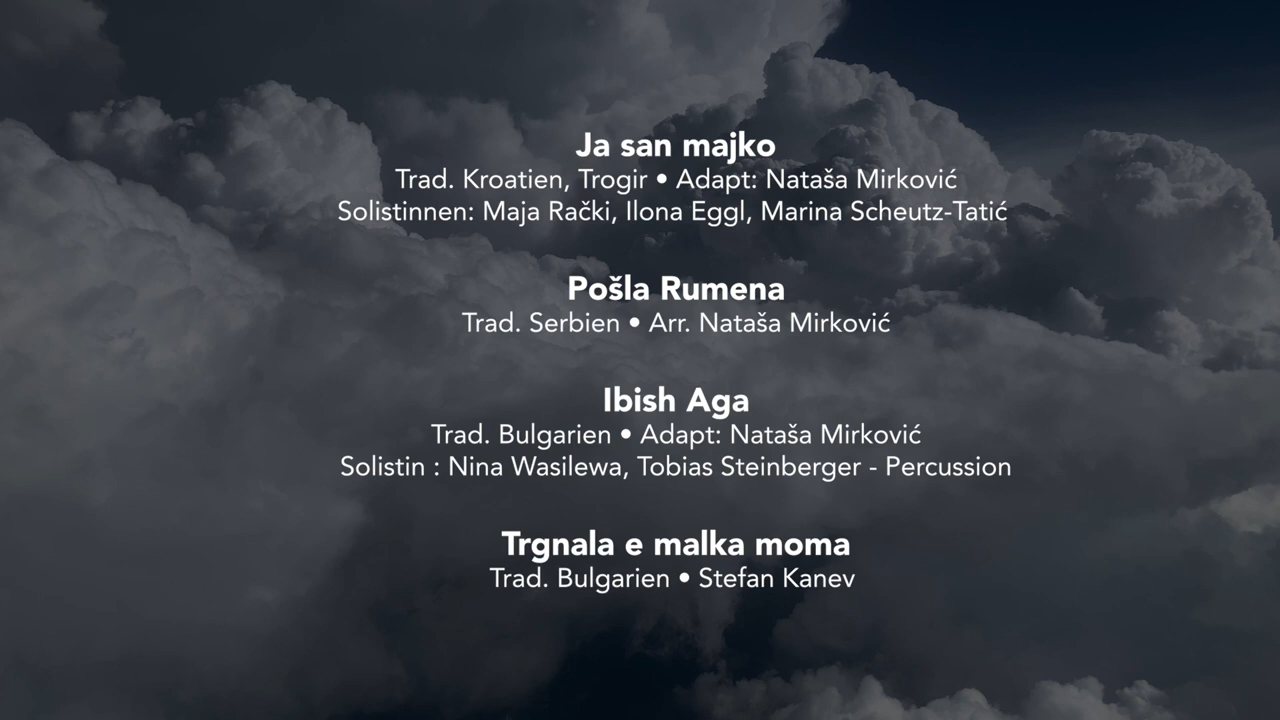 Ja san majko
Trad. Kroatien, Trogir • Adapt: Nataša Mirković
Solistinnen: Maja Rački, Ilona Eggl, Marina Scheutz-Tatić
Pošla Rumena
Trad. Serbien • Arr. Nataša Mirković
Ibish Aga
Trad. Bulgarien • Adapt: Nataša Mirković
Solistin : Nina Wasilewa, Tobias Steinberger - Percussion
Trgnala e malka moma
Trad. Bulgarien • Stefan Kanev